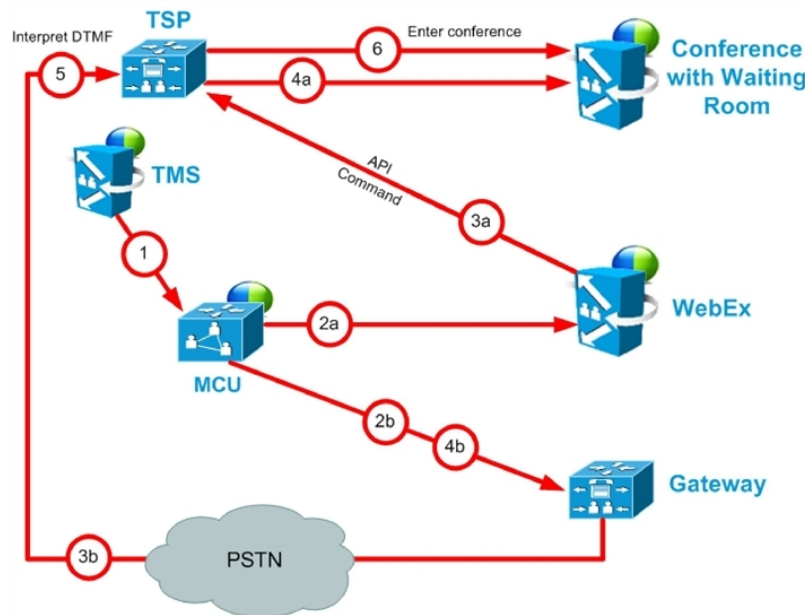 TSP
Interpret DTMF
5
6
Enter conference
4a
Conference
with Waiting
Room
TMS
API
Command
3a
1
2a
WebEx
MCU
2b
4b
Gateway
3b
PSTN